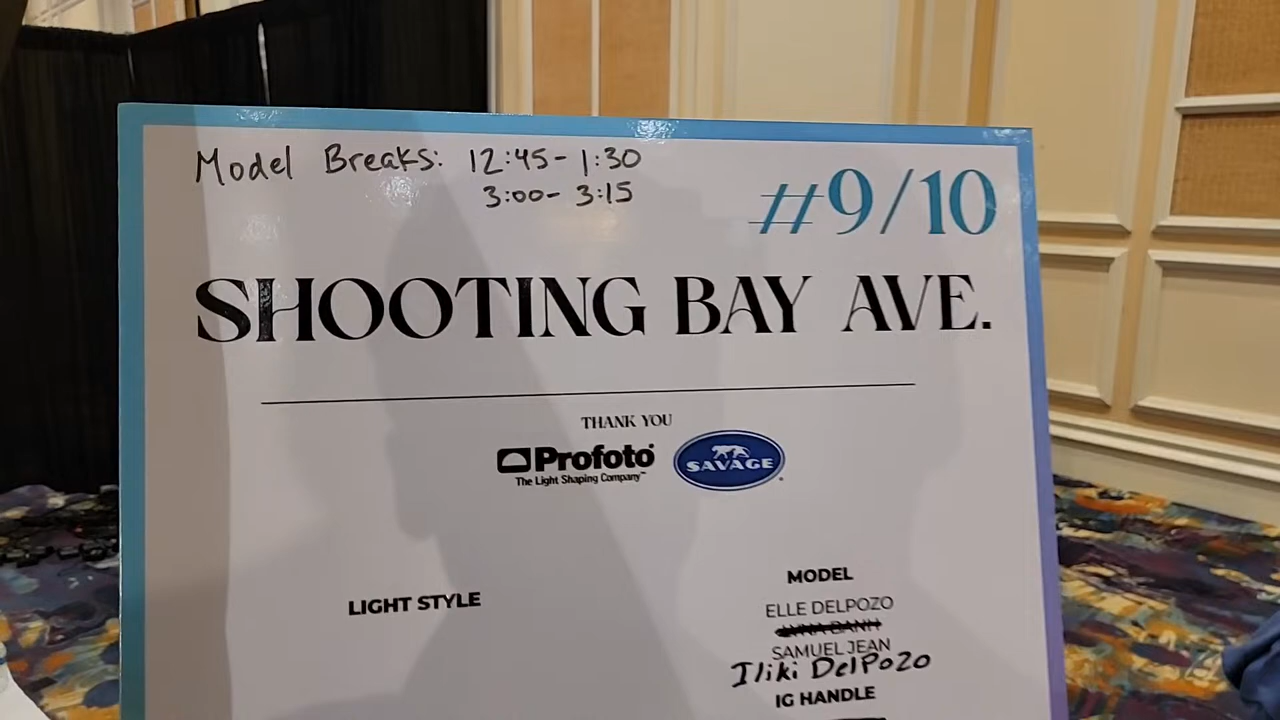 Model Breaks: 12:45-1:30
3:00-3:15
#9/10
SHOOTING BAY AVE.
THANK YOU
Profoto
The Light Shaping Company™
SAVAGE
LIGHT STYLE
MODEL
ELLE DELPOZO
SAMUEL JEAN
Iliki DelPozo
IG HANDLE